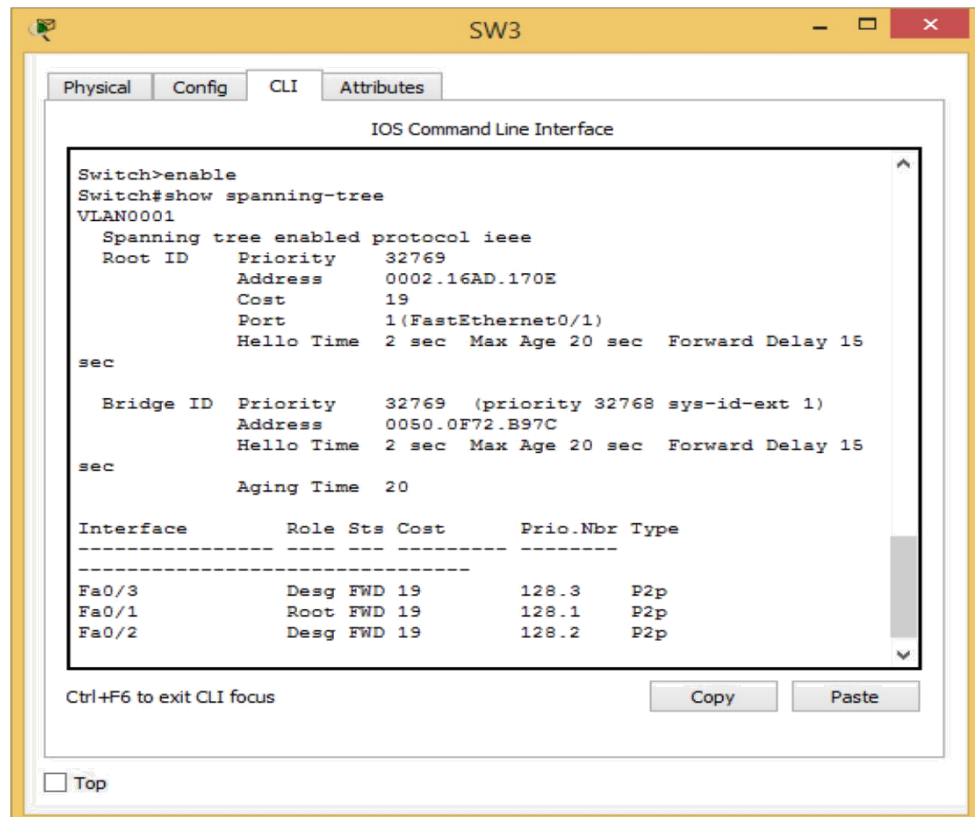 SW3
Physical Config CLI Attributes
IOS Command Line Interface
Switch>enable
Switch#show spanning-tree
VLAN0001
  Spanning tree enabled protocol ieee
  Root ID    Priority    32769
             Address     0002.16AD.170E
             Cost        19
             Port        1(FastEthernet0/1)
             Hello Time  2 sec  Max Age 20 sec  Forward Delay 15
sec
  Bridge ID  Priority    32769  (priority 32768 sys-id-ext 1)
             Address     0050.0F72.B97C
             Hello Time  2 sec  Max Age 20 sec  Forward Delay 15
sec
             Aging Time  20
Interface        Role Sts Cost      Prio.Nbr Type
---------------- ---- --- --------- --------
--------------------------------
Fa0/3            Desg FWD 19        128.3    P2p
Fa0/1            Root FWD 19        128.1    P2p
Fa0/2            Desg FWD 19        128.2    P2p
Ctrl+F6 to exit CLI focus
Copy Paste
Top